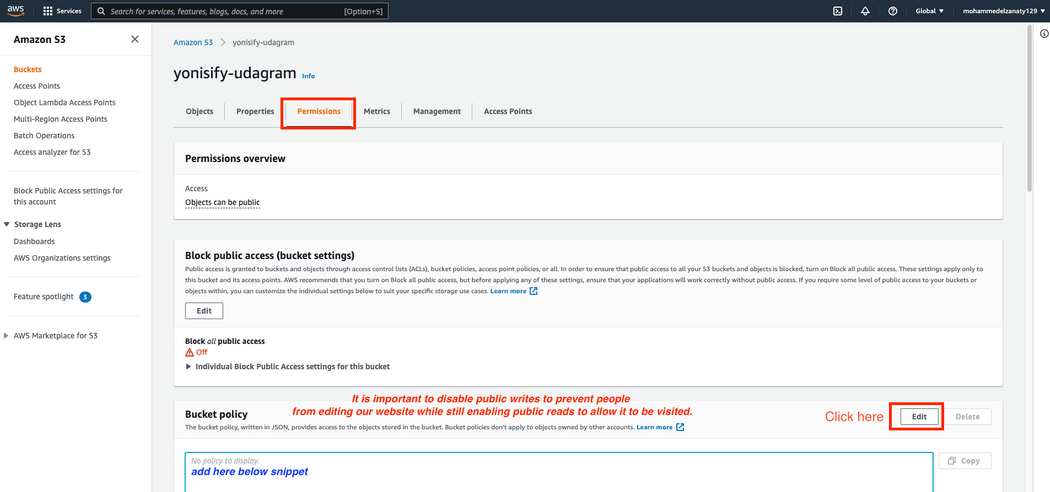 aws
Services
Search for services, features, blogs, docs, and more
[Option+S]
Global
mohammedelzanaty129
Amazon S3
Buckets
Access Points
Object Lambda Access Points
Multi-Region Access Points
Batch Operations
Access analyzer for S3
Block Public Access settings for
this account
Storage Lens
Dashboards
AWS Organizations settings
Feature spotlight 3
AWS Marketplace for S3
Amazon S3 > yonisify-udagram
yonisify-udagram Info
Objects Properties Permissions Metrics Management Access Points
Permissions overview
Access
Objects can be public
Block public access (bucket settings)
Public access is granted to buckets and objects through access control lists (ACLs), bucket policies, access point policies, or all. In order to ensure that public access to all your S3 buckets and objects is blocked, turn on Block all public access. These settings apply only to
this bucket and its access points. AWS recommends that you turn on Block all public access, but before applying any of these settings, ensure that your applications will work correctly without public access. If you require some level of public access to your buckets or
objects within, you can customize the individual settings below to suit your specific storage use cases. Learn more
Edit
Block all public access
Off
Individual Block Public Access settings for this bucket
It is important to disable public writes to prevent people
from editing our website while still enabling public reads to allow it to be visited.
Bucket policy
Click here
Edit
Delete
The bucket policy, written in JSON, provides access to the objects stored in the bucket. Bucket policies don't apply to objects owned by other accounts. Learn more
No policy to display.
add here below snippet
Copy